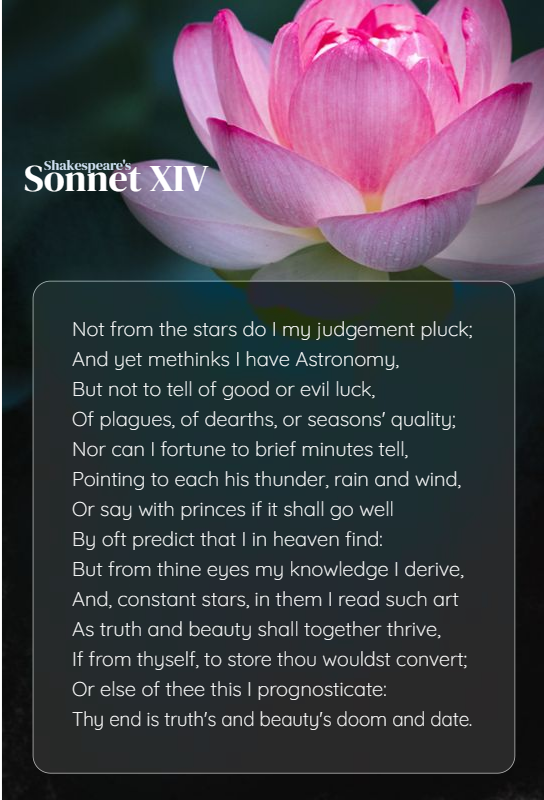 Shakespeare's
Sonnet XIV
Not from the stars do I my judgement pluck;
And yet methinks I have Astronomy,
But not to tell of good or evil luck,
Of plagues, of dearths, or seasons' quality;
Nor can I fortune to brief minutes tell,
Pointing to each his thunder, rain and wind,
Or say with princes if it shall go well
By oft predict that I in heaven find:
But from thine eyes my knowledge I derive,
And, constant stars, in them I read such art
As truth and beauty shall together thrive,
If from thyself, to store thou wouldst convert;
Or else of thee this I prognosticate:
Thy end is truth's and beauty's doom and date.